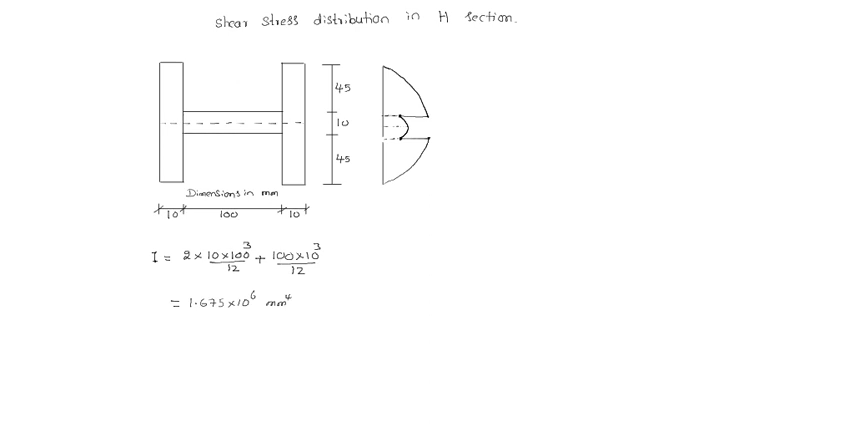 Shear stress distribution in H section.
45
10
45
Dimensions in mm
10 100 10
I = 2 × 10×100³/12 + 100×10³/12
= 1.675×10⁶ mm⁴